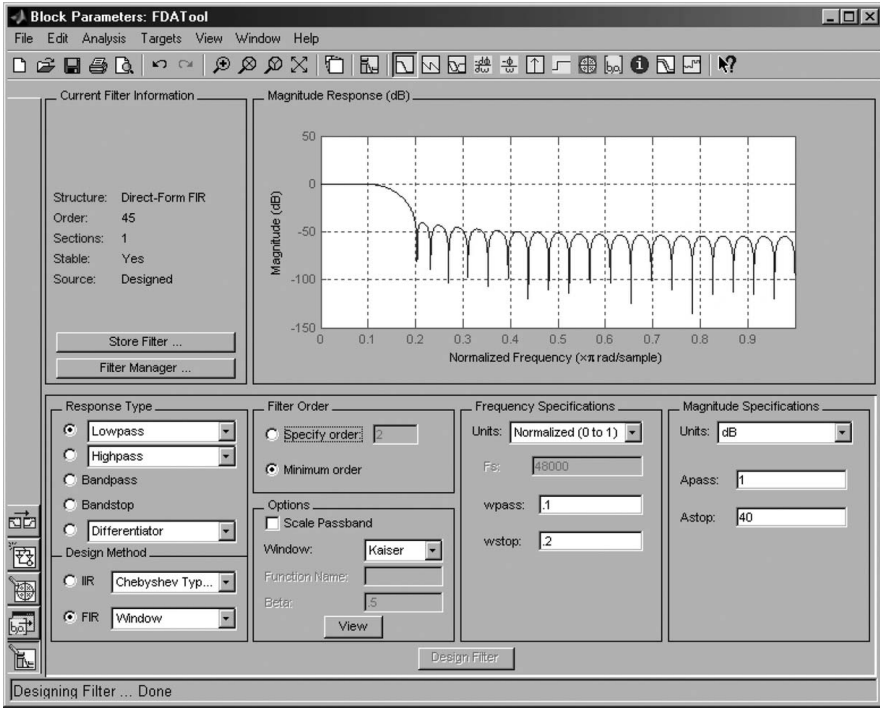 Block Parameters: FDATool
File Edit Analysis Targets View Window Help
Current Filter Information
Structure: Direct-Form FIR
Order: 45
Sections: 1
Stable: Yes
Source: Designed
Store Filter ...
Filter Manager ...
Magnitude Response (dB)
50
0
-50
-100
-150
Magnitude (dB)
0 0.1 0.2 0.3 0.4 0.5 0.6 0.7 0.8 0.9
Normalized Frequency (×π rad/sample)
Response Type
Lowpass
Highpass
Bandpass
Bandstop
Differentiator
Design Method
IIR Chebyshev Typ...
FIR Window
Filter Order
Specify order: 2
Minimum order
Options
Scale Passband
Window: Kaiser
Function Name:
Beta: .5
View
Frequency Specifications
Units: Normalized (0 to 1)
Fs: 48000
wpass: .1
wstop: .2
Magnitude Specifications
Units: dB
Apass: 1
Astop: 40
Design Filter
Designing Filter ... Done